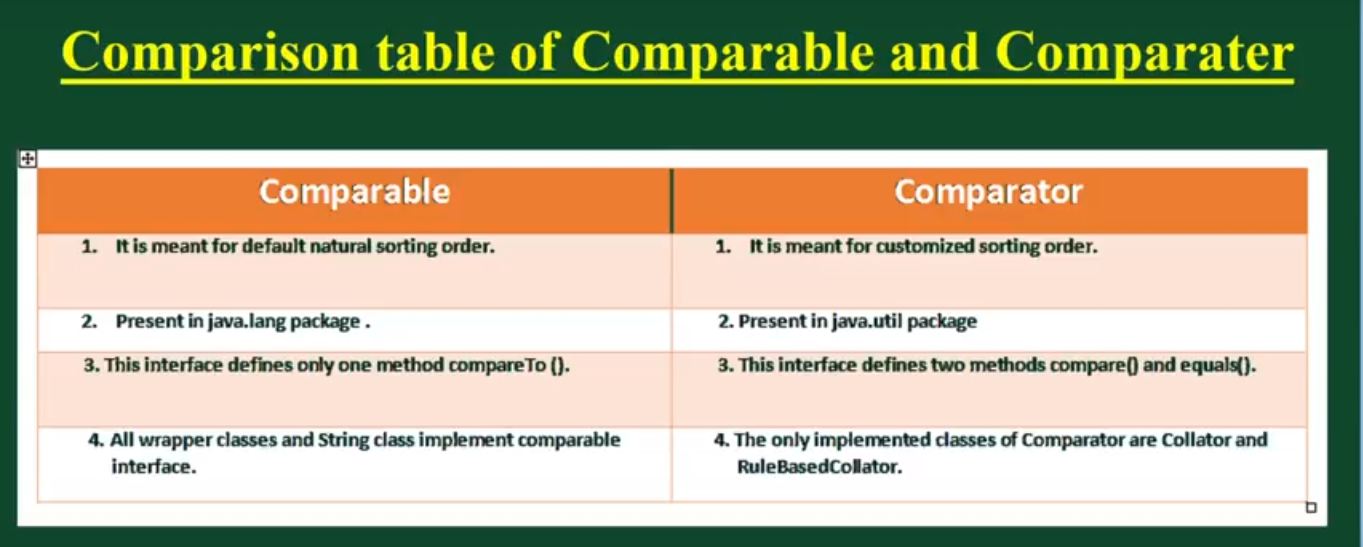 Comparison table of Comparable and Comparater
Comparable
Comparator
1. It is meant for default natural sorting order.
1. It is meant for customized sorting order.
2. Present in java.lang package .
2. Present in java.util package
3. This interface defines only one method compareTo ().
3. This interface defines two methods compare() and equals().
4. All wrapper classes and String class implement comparable
interface.
4. The only implemented classes of Comparator are Collator and
RuleBasedCollator.